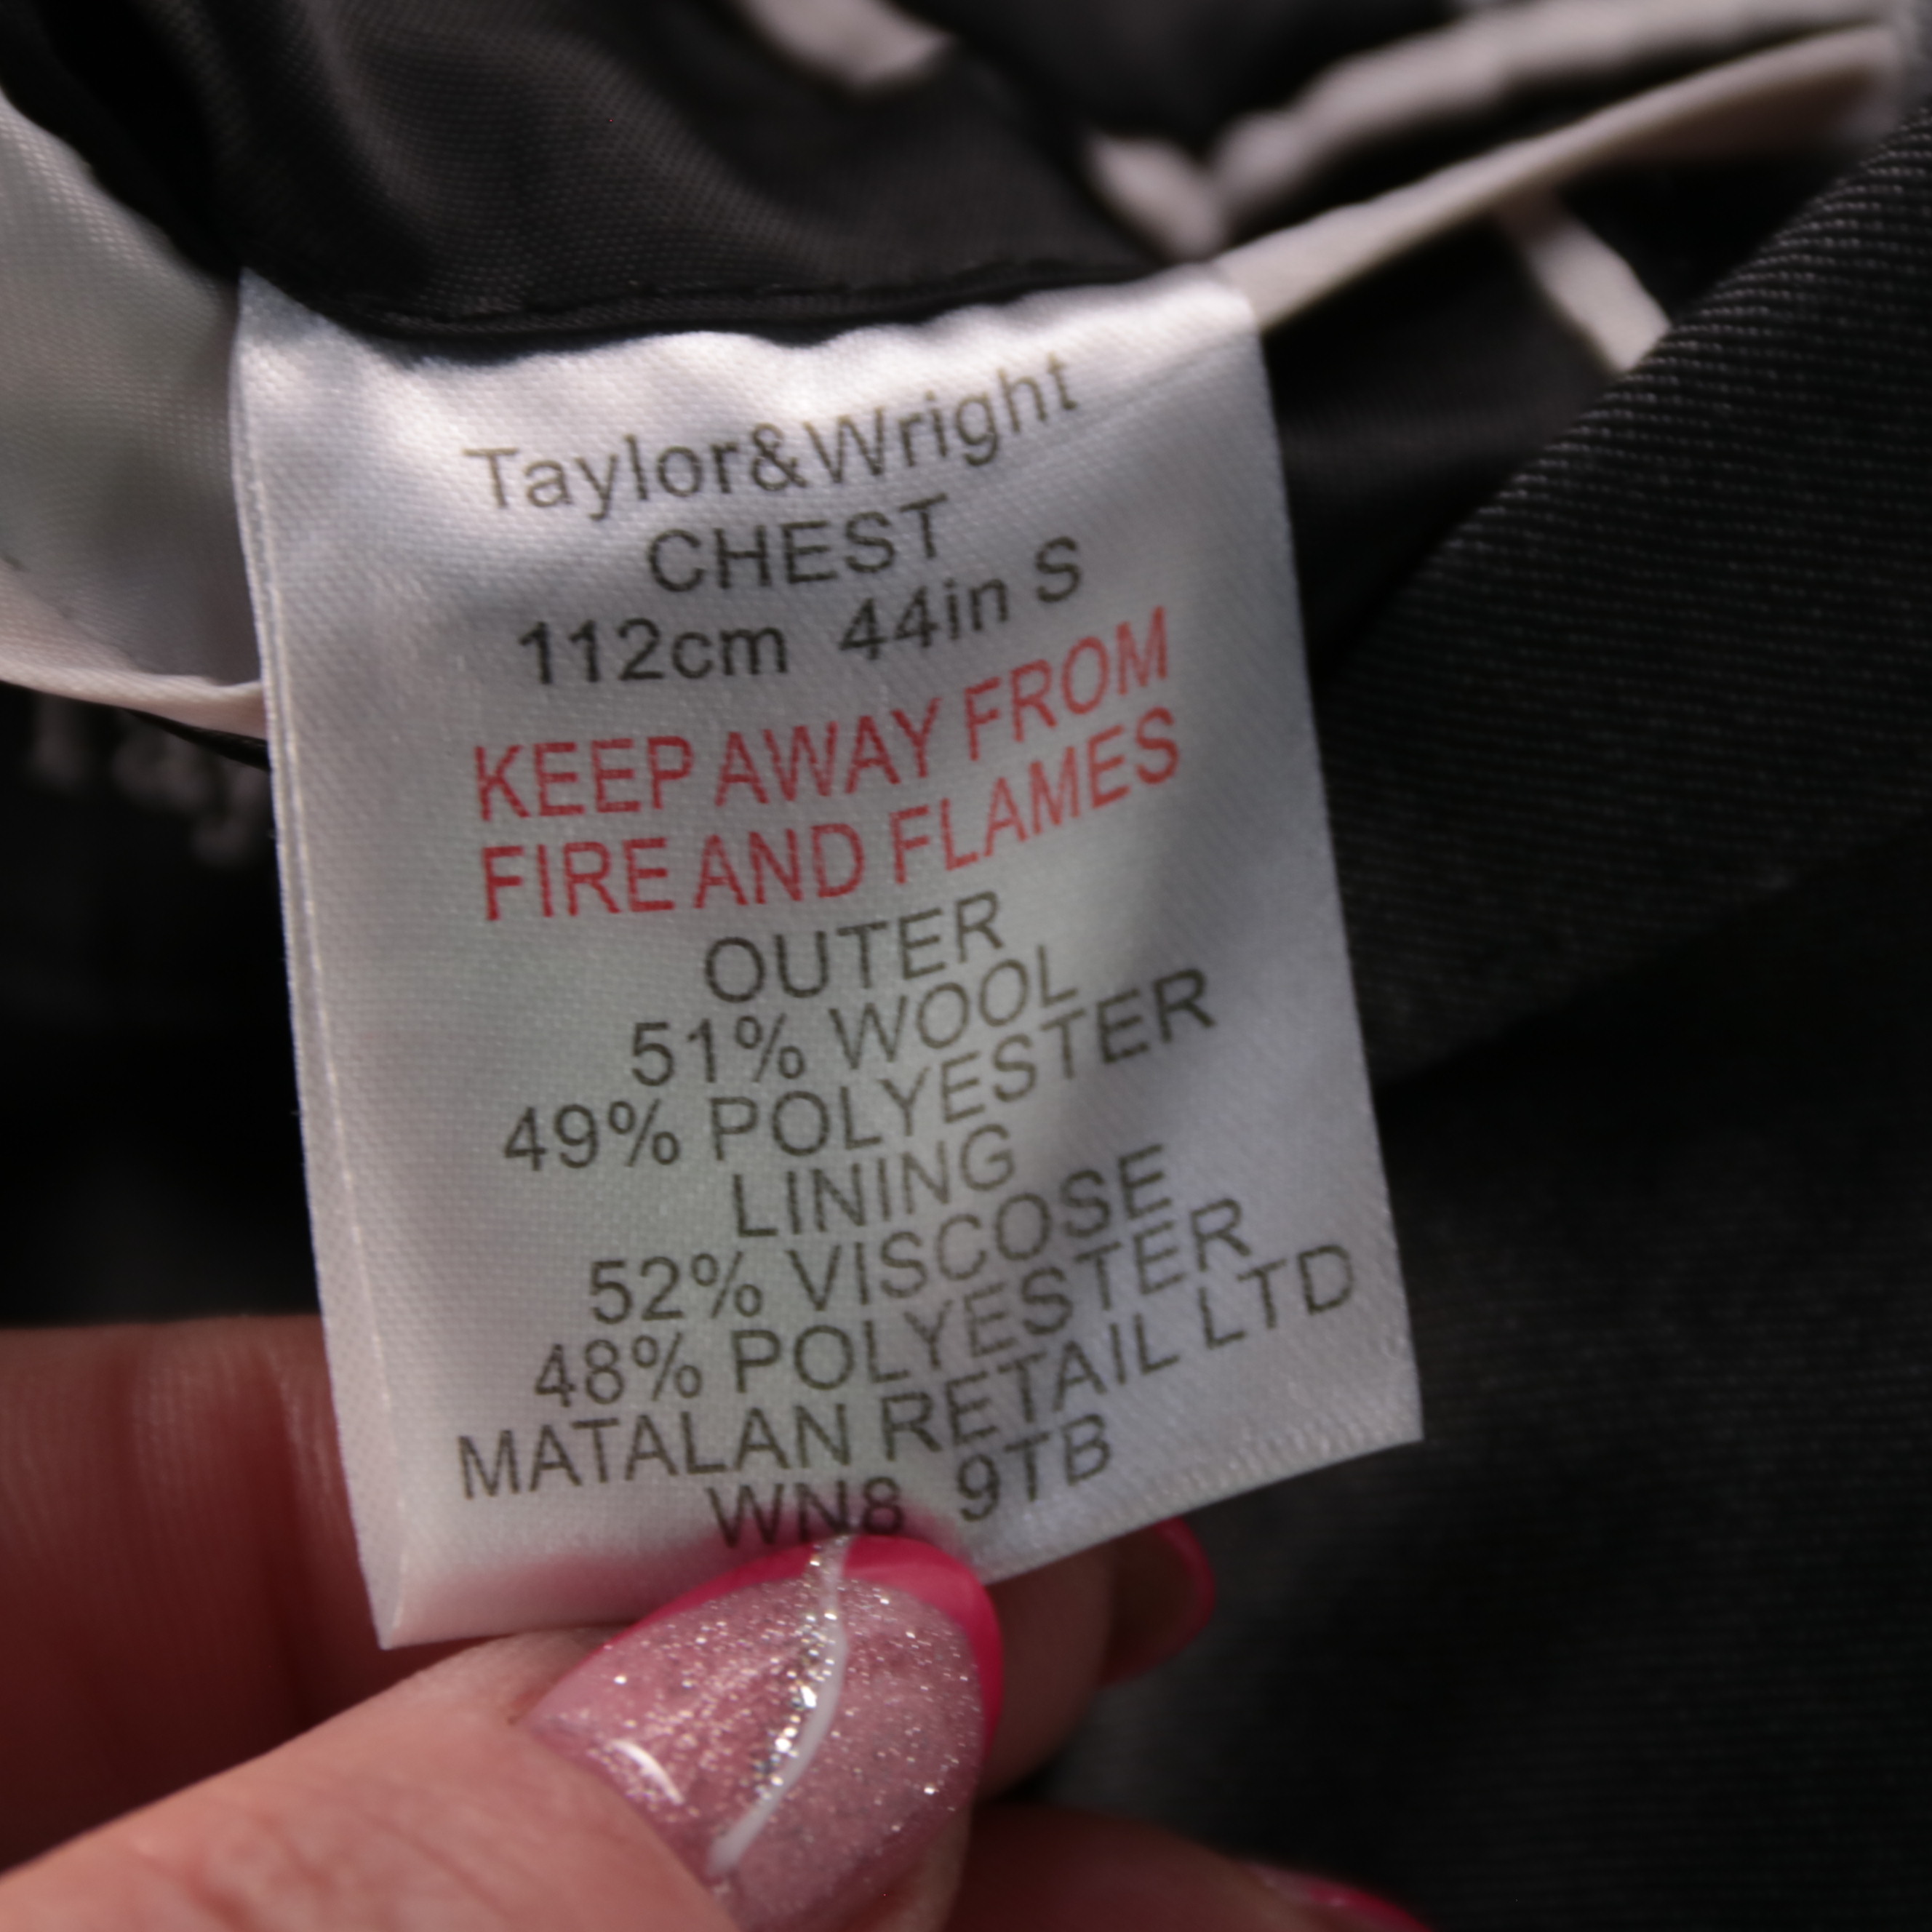 Taylor&Wright
CHEST
112cm 44in S
KEEP AWAY FROM
FIRE AND FLAMES
OUTER
51% WOOL
49% POLYESTER
LINING
52% VISCOSE
48% POLYESTER
MATALAN RETAIL LTD
WN8 9TB